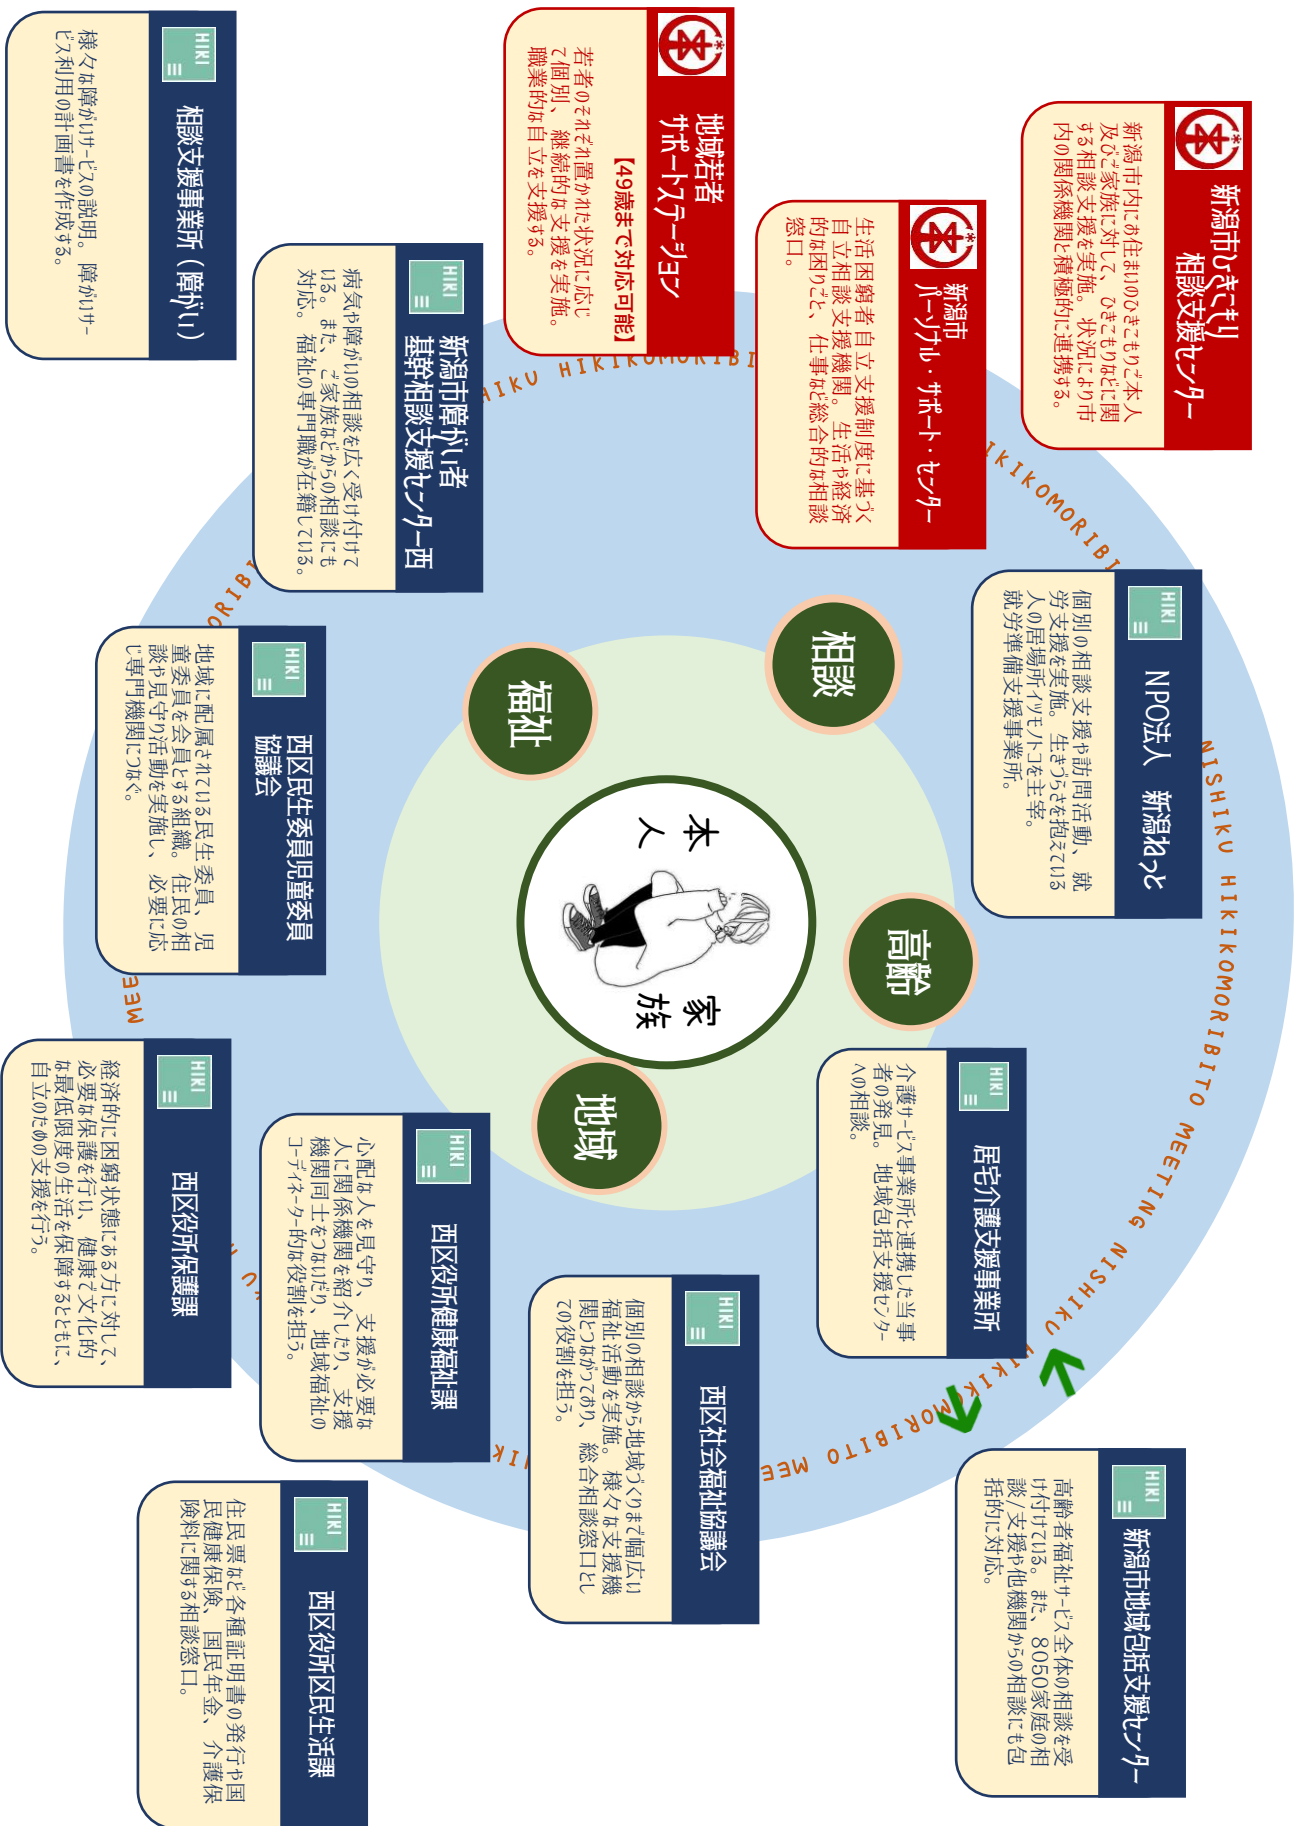 新潟市ひきこもり
相談支援センター
新潟市内にお住まいのひきこもりご本人
及びご家族に対して、ひきこもりなどに関
する相談支援を実施。状況により市
内の関係機関と積極的に連携する。
HIKI
NPO法人 新潟ねっと
個別の相談支援や訪問活動、就
労支援を実施。生きづらさを抱えている
人の居場所イツモノトコを主宰。
就労準備支援事業所。
HIKI
新潟市地域包括支援センター
高齢者福祉サービス全体の相談を受
け付けている。また、8050家庭の相
談/支援や他機関からの相談にも包
括的に対応。
NISHIKU HIKIKOMORIBITO MEETING NISHIKU HIKIKOMORIBITO MEE
IKIKOMORIBI
新潟市
パーソナル・サポート・センター
生活困窮者自立支援制度に基づく
自立相談支援機関。生活や経済
的な困りごと、仕事など総合的な相談
窓口。
HIKI
居宅介護支援事業所
介護サービス事業所と連携した当事
者の発見。地域包括支援センター
への相談。
地域若者
サポートステーション
【49歳まで対応可能】
若者のそれぞれ置かれた状況に応じ
て個別、継続的な支援を実施。
職業的な自立を支援する。
HIKU HIKIKOMORIBI
相談
高齢
福祉
地域
本人
家族
HIKI
西区社会福祉協議会
個別の相談から地域づくりまで幅広い
福祉活動を実施。様々な支援機
関とつながっており、総合相談窓口とし
ての役割を担う。
HIKI
新潟市障がい者
基幹相談支援センター西
病気や障がいの相談を広く受け付けて
いる。また、ご家族などからの相談にも
対応。福祉の専門職が在籍している。
HIKI
西区役所健康福祉課
心配な人を見守り、支援が必要な
人に関係機関を紹介したり、支援
機関同士をつないだり、地域福祉の
コーディネーター的な役割を担う。
HIKI
相談支援事業所（障がい）
様々な障がいサービスの説明。障がいサー
ビス利用の計画書を作成する。
ORIBI
HIKI
西区民生委員児童委員
協議会
地域に配属されている民生委員、児
童委員を会員とする組織。住民の相
談や見守り活動を実施し、必要に応
じ専門機関につなぐ。
MEE
HIKI
西区役所保護課
経済的に困窮状態にある方に対して、
必要な保護を行い、健康で文化的
な最低限度の生活を保障するとともに、
自立のための支援を行う。
HIKI
西区役所区民生活課
住民票など各種証明書の発行や国
民健康保険、国民年金、介護保
険料に関する相談窓口。